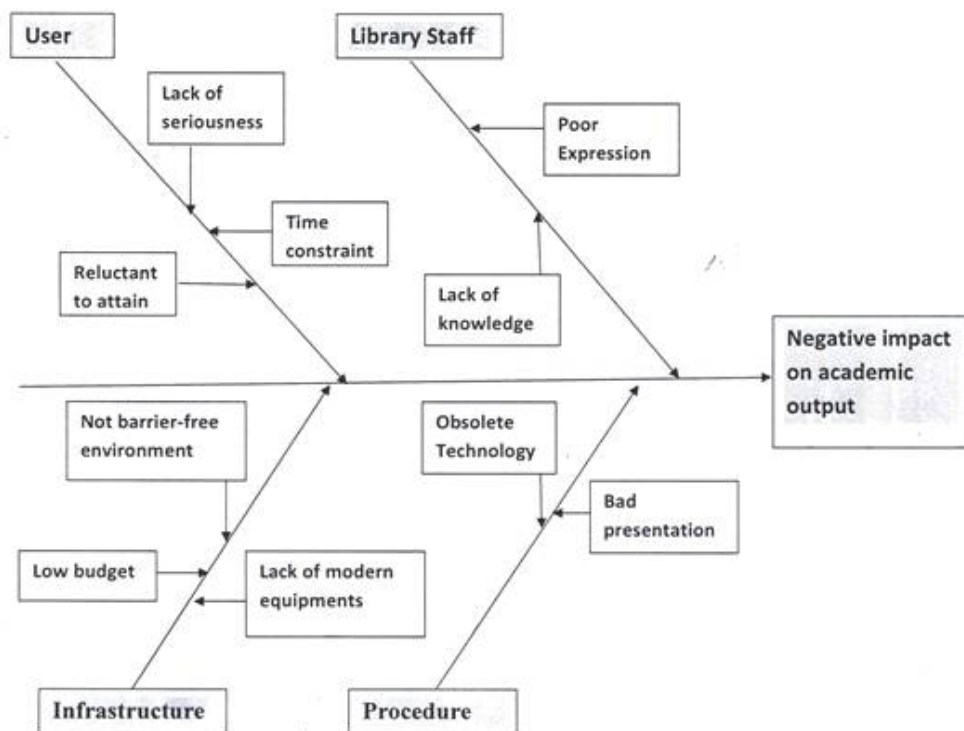 User
Library Staff
Lack of
seriousness
Poor
Expression
Time
constraint
Reluctant
to attain
Lack of
knowledge
Negative impact
on academic
output
Not barrier-free
environment
Obsolete
Technology
Bad
presentation
Low budget
Lack of modern
equipments
Infrastructure
Procedure